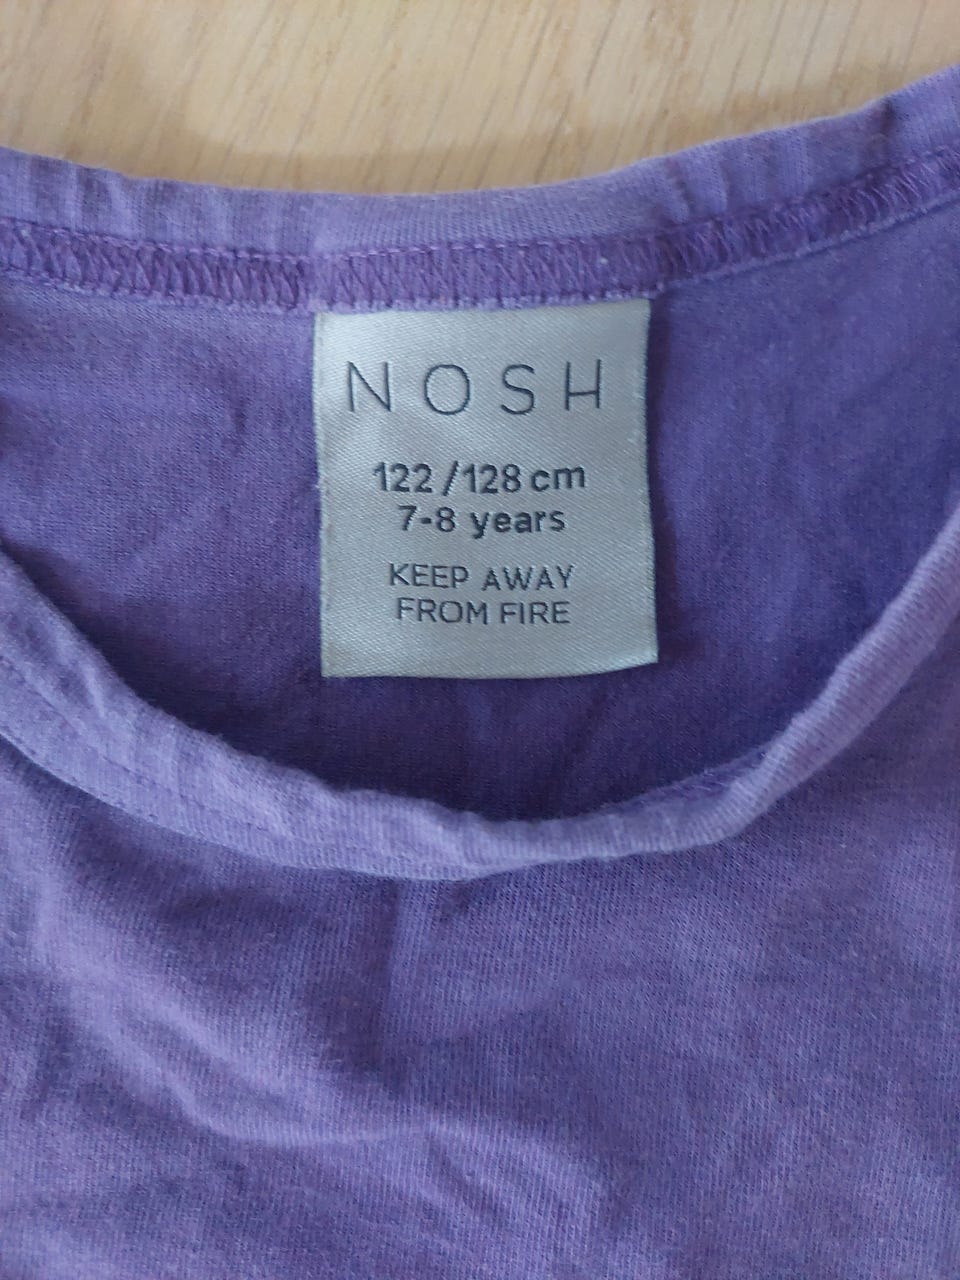 NOSH
122/128 cm
7-8 years
KEEP AWAY
FROM FIRE